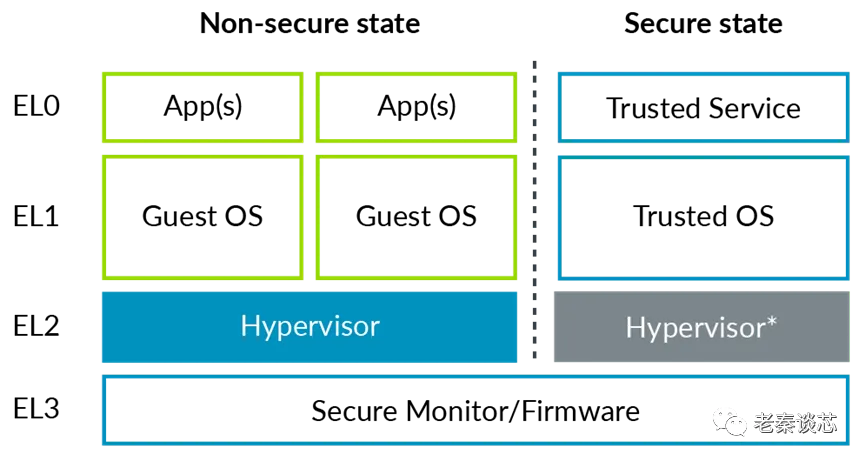 Non-secure state Secure state
EL0 App(s) App(s) Trusted Service
EL1 Guest OS Guest OS Trusted OS
EL2 Hypervisor Hypervisor*
EL3 Secure Monitor/Firmware
老秦谈芯